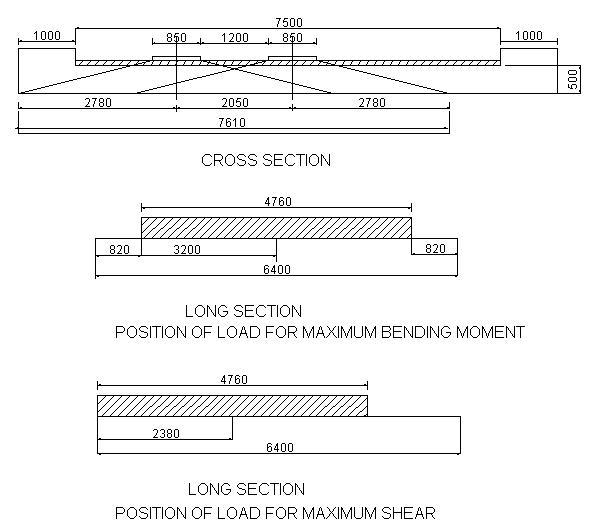 7500
1000 850 1200 850 1000
500
2780 2050 2780
7610
CROSS SECTION
4760
820 3200 820
6400
LONG SECTION
POSITION OF LOAD FOR MAXIMUM BENDING MOMENT
4760
2380
6400
LONG SECTION
POSITION OF LOAD FOR MAXIMUM SHEAR